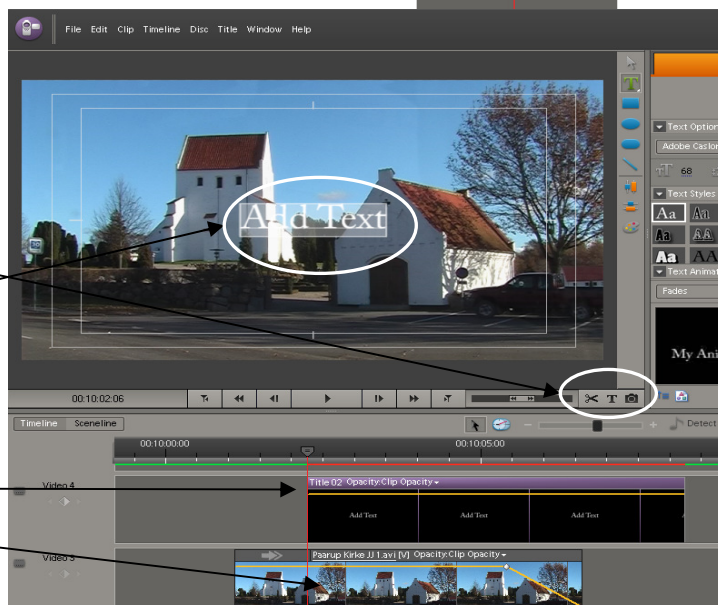 File Edit Clip Timeline Disc Title Window Help
Text Option
Adobe Caslon
68
Text Styles
Aa An
Aa AA
Aa AA
Text Animat
Fades
My Ani
Add Text
00:10:02:06
T
Timeline Sceneline
Detect
00:10:00:00 00:10:05:00
Video 4
Title 02 Opacity:Clip Opacity
Add Text Add Text Add Text
Video 3
Paarup Kirke JJ 1.avi [V] Opacity:Clip Opacity